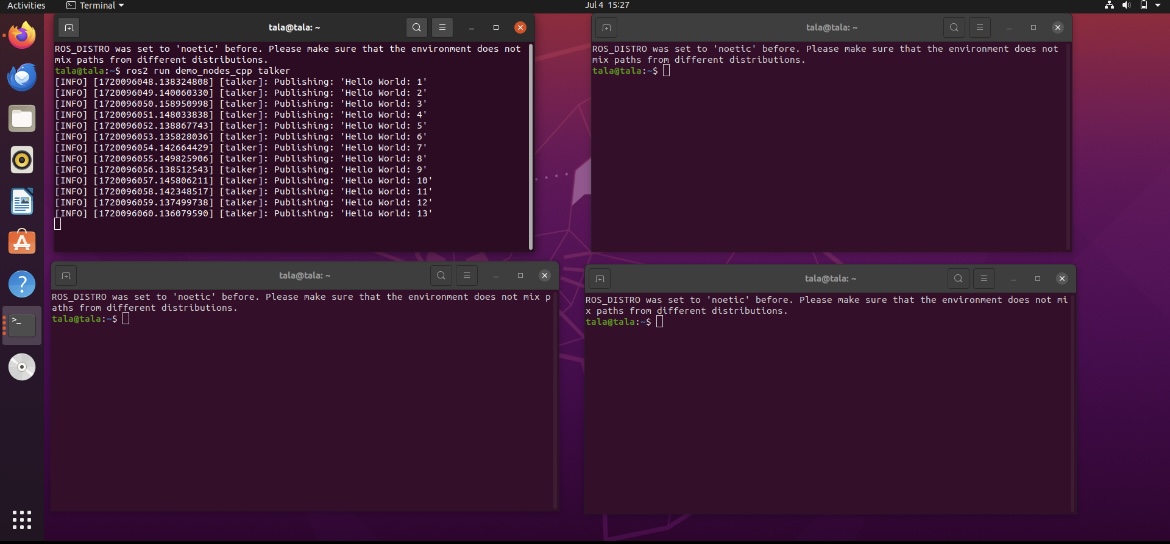 Activities
Terminal
Jul 4 15:27
tala@tala: ~
ROS_DISTRO was set to 'noetic' before. Please make sure that the environment does not
mix paths from different distributions.
tala@tala:~$ ros2 run demo_nodes_cpp talker
[INFO] [1720096048.138324808] [talker]: Publishing: 'Hello World: 1'
[INFO] [1720096049.140060330] [talker]: Publishing: 'Hello World: 2'
[INFO] [1720096050.158950998] [talker]: Publishing: 'Hello World: 3'
[INFO] [1720096051.148033838] [talker]: Publishing: 'Hello World: 4'
[INFO] [1720096052.138867743] [talker]: Publishing: 'Hello World: 5'
[INFO] [1720096053.135828036] [talker]: Publishing: 'Hello World: 6'
[INFO] [1720096054.142664429] [talker]: Publishing: 'Hello World: 7'
[INFO] [1720096055.149825906] [talker]: Publishing: 'Hello World: 8'
[INFO] [1720096056.138512543] [talker]: Publishing: 'Hello World: 9'
[INFO] [1720096057.145806211] [talker]: Publishing: 'Hello World: 10'
[INFO] [1720096058.142348517] [talker]: Publishing: 'Hello World: 11'
[INFO] [1720096059.137499738] [talker]: Publishing: 'Hello World: 12'
[INFO] [1720096060.136079590] [talker]: Publishing: 'Hello World: 13'
tala@tala: ~
ROS_DISTRO was set to 'noetic' before. Please make sure that the environment does not
mix paths from different distributions.
tala@tala:~$
tala@tala: ~
ROS_DISTRO was set to 'noetic' before. Please make sure that the environment does not mix p
aths from different distributions.
tala@tala:~$
tala@tala: ~
ROS_DISTRO was set to 'noetic' before. Please make sure that the environment does not mi
x paths from different distributions.
tala@tala:~$